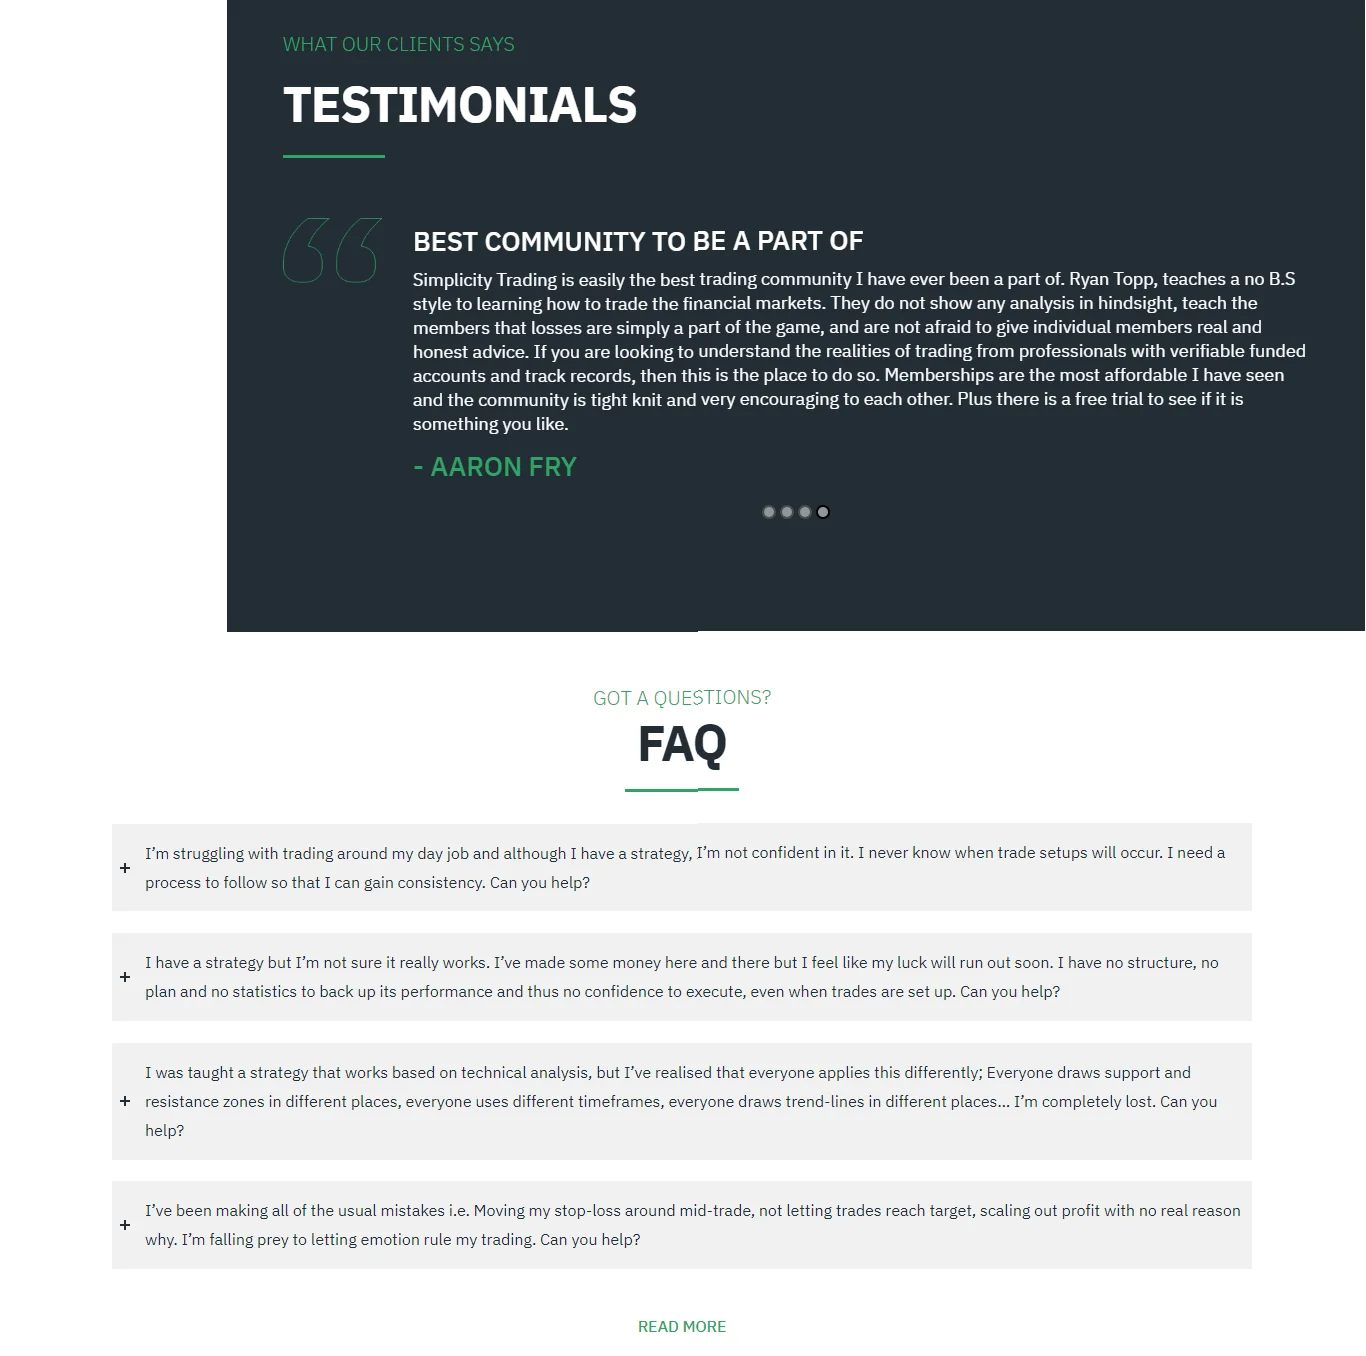 WHAT OUR CLIENTS SAYS
TESTIMONIALS
BEST COMMUNITY TO BE A PART OF
Simplicity Trading is easily the best trading community I have ever been a part of. Ryan Topp, teaches a no B.S
style to learning how to trade the financial markets. They do not show any analysis in hindsight, teach the
members that losses are simply a part of the game, and are not afraid to give individual members real and
honest advice. If you are looking to understand the realities of trading from professionals with verifiable funded
accounts and track records, then this is the place to do so. Memberships are the most affordable I have seen
and the community is tight knit and very encouraging to each other. Plus there is a free trial to see if it is
something you like.
- AARON FRY
GOT A QUESTIONS?
FAQ
+ I’m struggling with trading around my day job and although I have a strategy, I’m not confident in it. I never know when trade setups will occur. I need a
process to follow so that I can gain consistency. Can you help?
+ I have a strategy but I’m not sure it really works. I’ve made some money here and there but I feel like my luck will run out soon. I have no structure, no
plan and no statistics to back up its performance and thus no confidence to execute, even when trades are set up. Can you help?
+ I was taught a strategy that works based on technical analysis, but I’ve realised that everyone applies this differently; Everyone draws support and
resistance zones in different places, everyone uses different timeframes, everyone draws trend-lines in different places... I’m completely lost. Can you
help?
+ I’ve been making all of the usual mistakes i.e. Moving my stop-loss around mid-trade, not letting trades reach target, scaling out profit with no real reason
why. I’m falling prey to letting emotion rule my trading. Can you help?
READ MORE